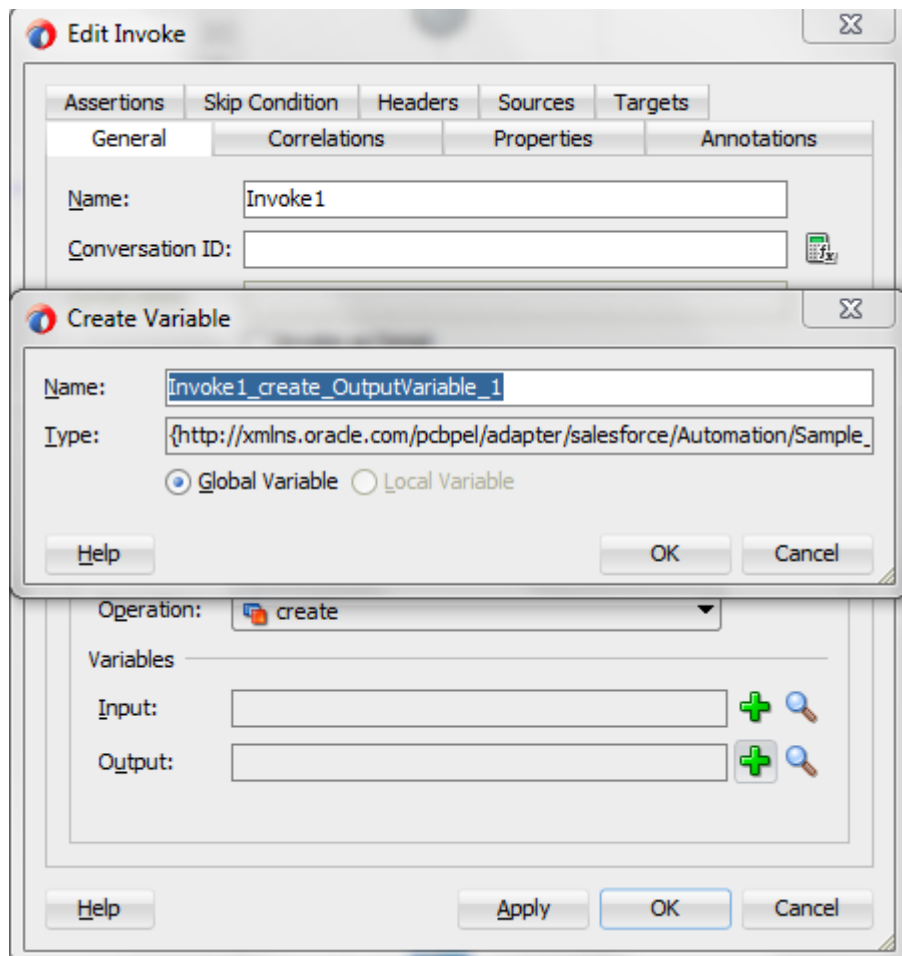 Edit Invoke
Assertions Skip Condition Headers Sources Targets
General Correlations Properties Annotations
Name: Invoke1
Conversation ID:
Create Variable
Name: Invoke1_create_OutputVariable_1
Type: {http://xmlns.oracle.com/pcbpel/adapter/salesforce/Automation/Sample_
Global Variable Local Variable
Help OK Cancel
Operation: create
Variables
Input:
Output:
Help Apply OK Cancel